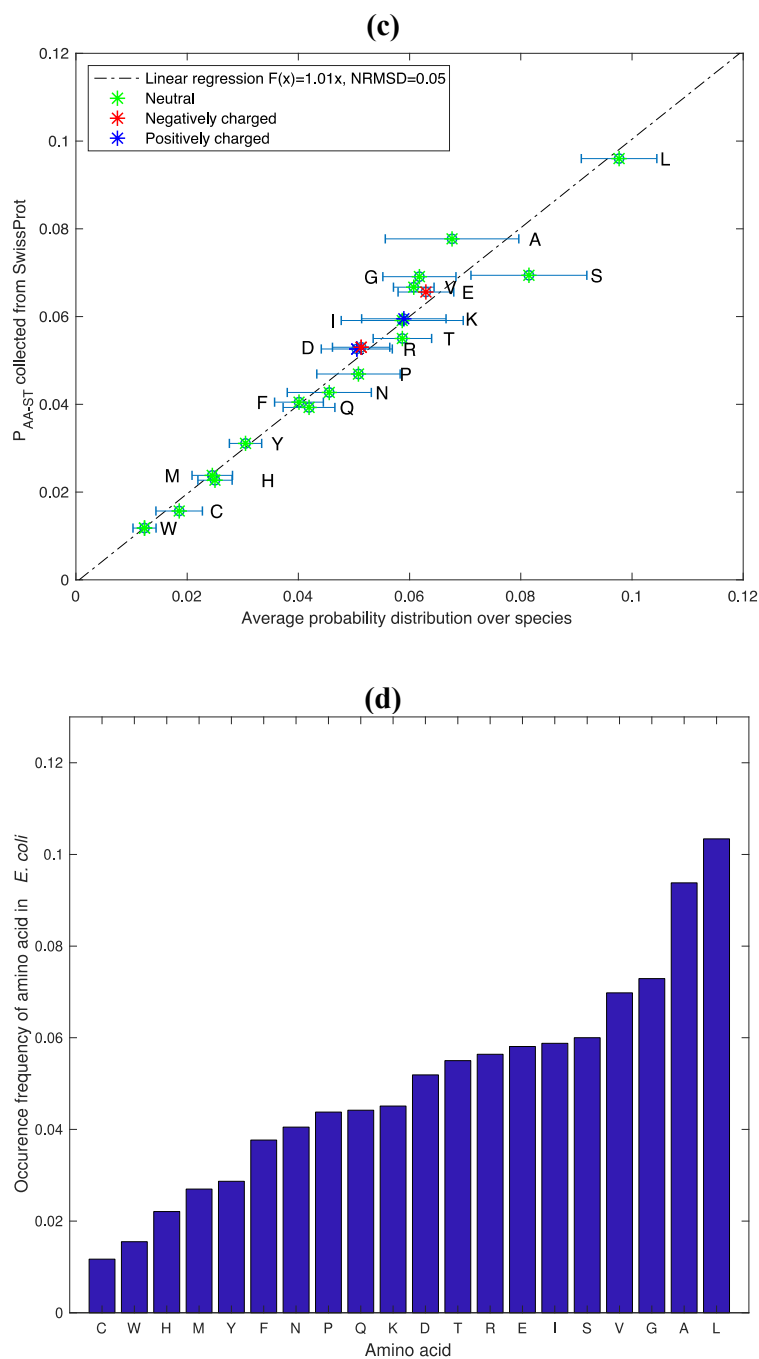 (c)
0.12
0.1
0.08
0.06
0.04
0.02
0
Linear regression F(x)=1.01x, NRMSD=0.05
Neutral
Negatively charged
Positively charged
L
A
S
G
V
E
I
K
T
D
R
P
N
F
Q
Y
M
H
C
W
P_AA-ST collected from SwissProt
0 0.02 0.04 0.06 0.08 0.1 0.12
Average probability distribution over species
(d)
0.12
0.1
0.08
0.06
0.04
0.02
0
Occurence frequency of amino acid in E. coli
C W H M Y F N P Q K D T R E I S V G A L
Amino acid